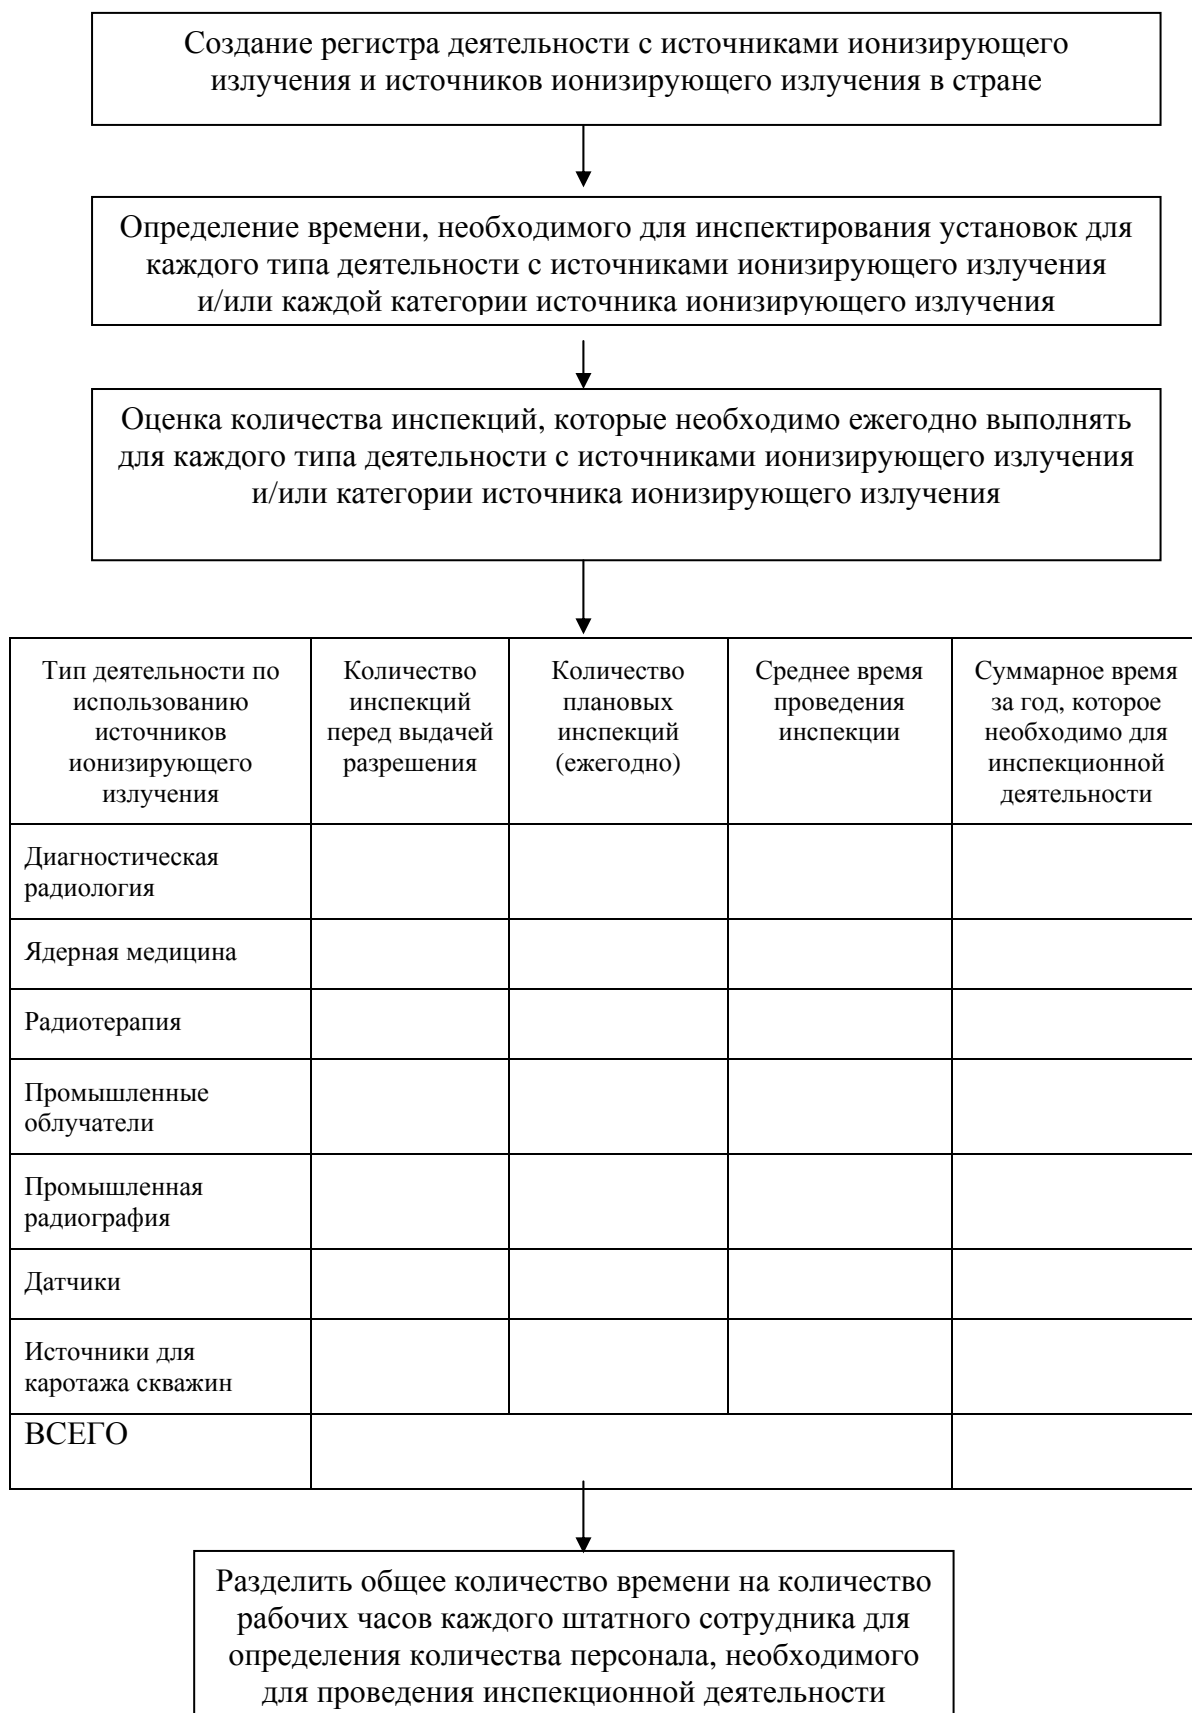 Создание регистра деятельности с источниками ионизирующего
излучения и источников ионизирующего излучения в стране
Определение времени, необходимого для инспектирования установок для
каждого типа деятельности с источниками ионизирующего излучения
и/или каждой категории источника ионизирующего излучения
Оценка количества инспекций, которые необходимо ежегодно выполнять
для каждого типа деятельности с источниками ионизирующего излучения
и/или категории источника ионизирующего излучения
Тип деятельности по
использованию
источников
ионизирующего
излучения
Количество
инспекций
перед выдачей
разрешения
Количество
плановых
инспекций
(ежегодно)
Среднее время
проведения
инспекции
Суммарное время
за год, которое
необходимо для
инспекционной
деятельности
Диагностическая
радиология
Ядерная медицина
Радиотерапия
Промышленные
облучатели
Промышленная
радиография
Датчики
Источники для
каротажа скважин
ВСЕГО
Разделить общее количество времени на количество
рабочих часов каждого штатного сотрудника для
определения количества персонала, необходимого
для проведения инспекционной деятельности